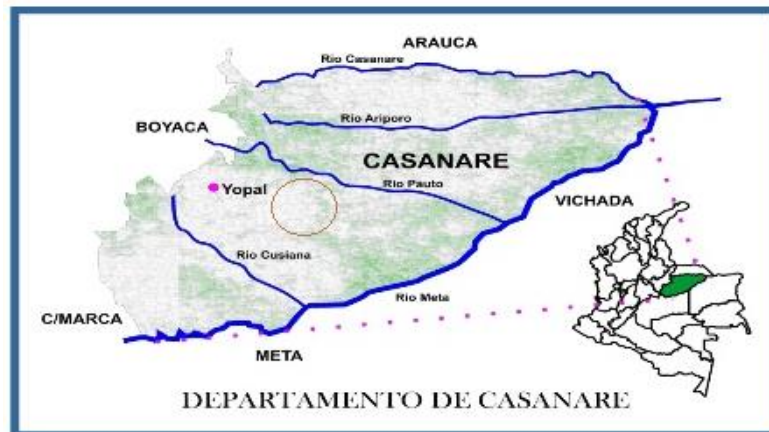 ARAUCA
Rio Casanare
Rio Ariporo
BOYACA
CASANARE
Yopal
Rio Pauto
VICHADA
Rio Cusiana
Rio Meta
C/MARCA
META
DEPARTAMENTO DE CASANARE